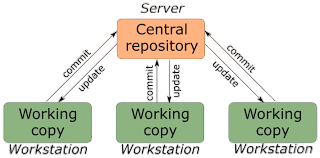 Server
Central
repository
commit
update
commit
update
commit
update
Working
copy
Workstation
Working
copy
Workstation
Working
copy
Workstation